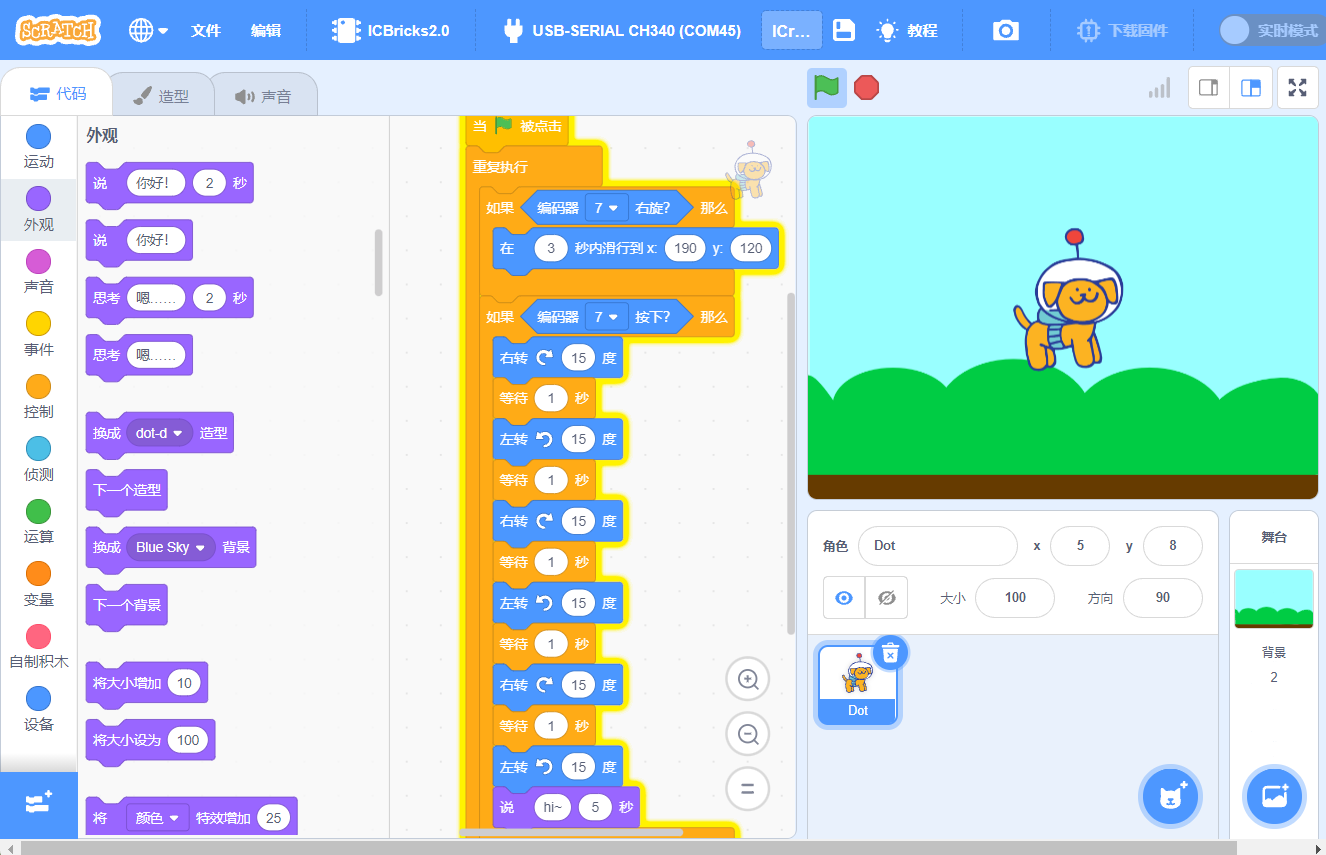 SCRATCH
文件
编辑
ICBricks2.0
USB-SERIAL CH340 (COM45)
ICr...
教程
下载固件
实时模式
代码
造型
声音
运动
外观
声音
事件
控制
侦测
运算
变量
自制积木
设备
外观
说 你好! 2 秒
说 你好!
思考 嗯…… 2 秒
思考 嗯……
换成 dot-d 造型
下一个造型
换成 Blue Sky 背景
下一个背景
将大小增加 10
将大小设为 100
将 颜色 特效增加 25
当 被点击
重复执行
如果 编码器 7 右旋? 那么
在 3 秒内滑行到 x: 190 y: 120
如果 编码器 7 按下? 那么
右转 15 度
等待 1 秒
左转 15 度
等待 1 秒
右转 15 度
等待 1 秒
左转 15 度
等待 1 秒
右转 15 度
等待 1 秒
左转 15 度
说 hi~ 5 秒
角色 Dot x 5 y 8
大小 100 方向 90
Dot
舞台
背景
2